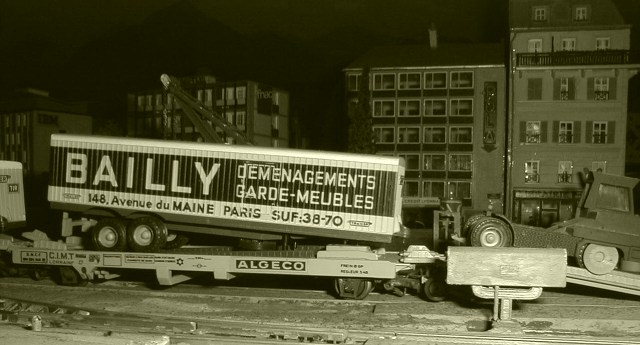 BAILLY
DEMENAGEMENTS
GARDE-MEUBLES
148, Avenue du MAINE PARIS SUF:38-70
C.I.M.T
ALGECO